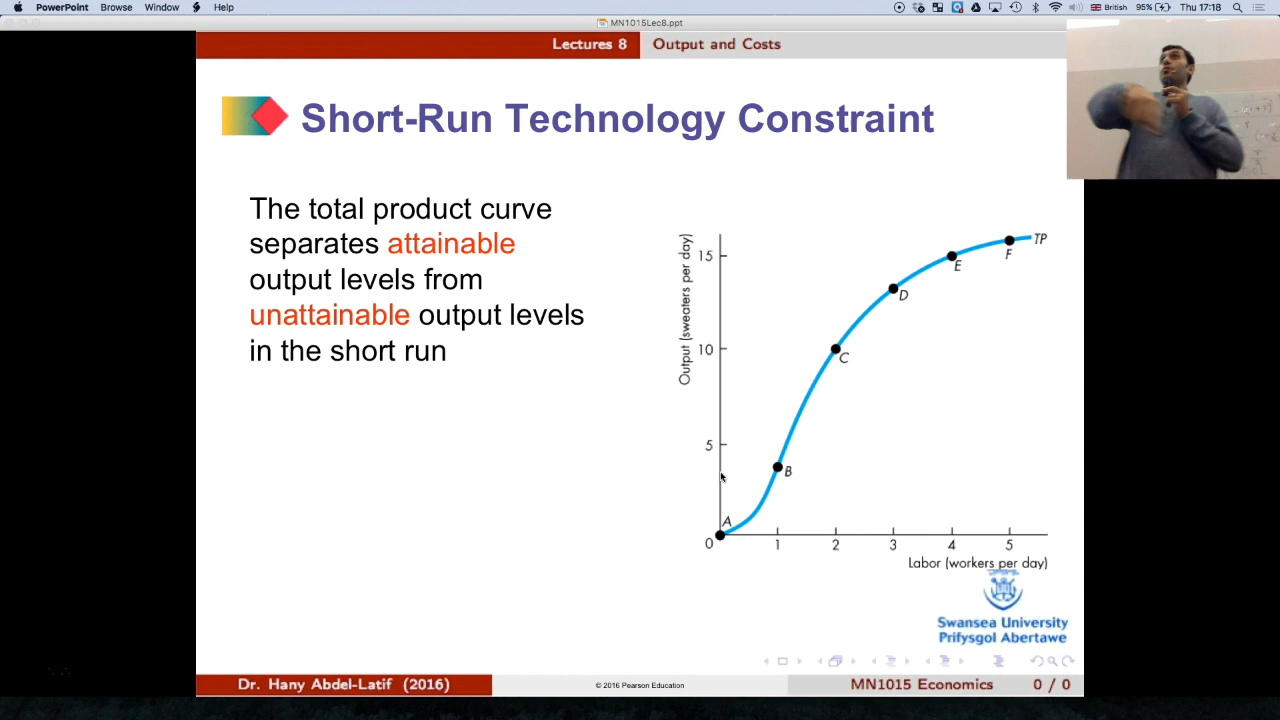 PowerPoint Browse Window Help
British 95% Thu 17:18
MN1015Lec8.ppt
Lectures 8 Output and Costs
Short-Run Technology Constraint
The total product curve
separates attainable
output levels from
unattainable output levels
in the short run
Output (sweaters per day)
15
10
5
0
A
B
C
D
E
F
TP
1 2 3 4 5
Labor (workers per day)
Swansea University
Prifysgol Abertawe
Dr. Hany Abdel-Latif (2016) © 2016 Pearson Education MN1015 Economics 0 / 0